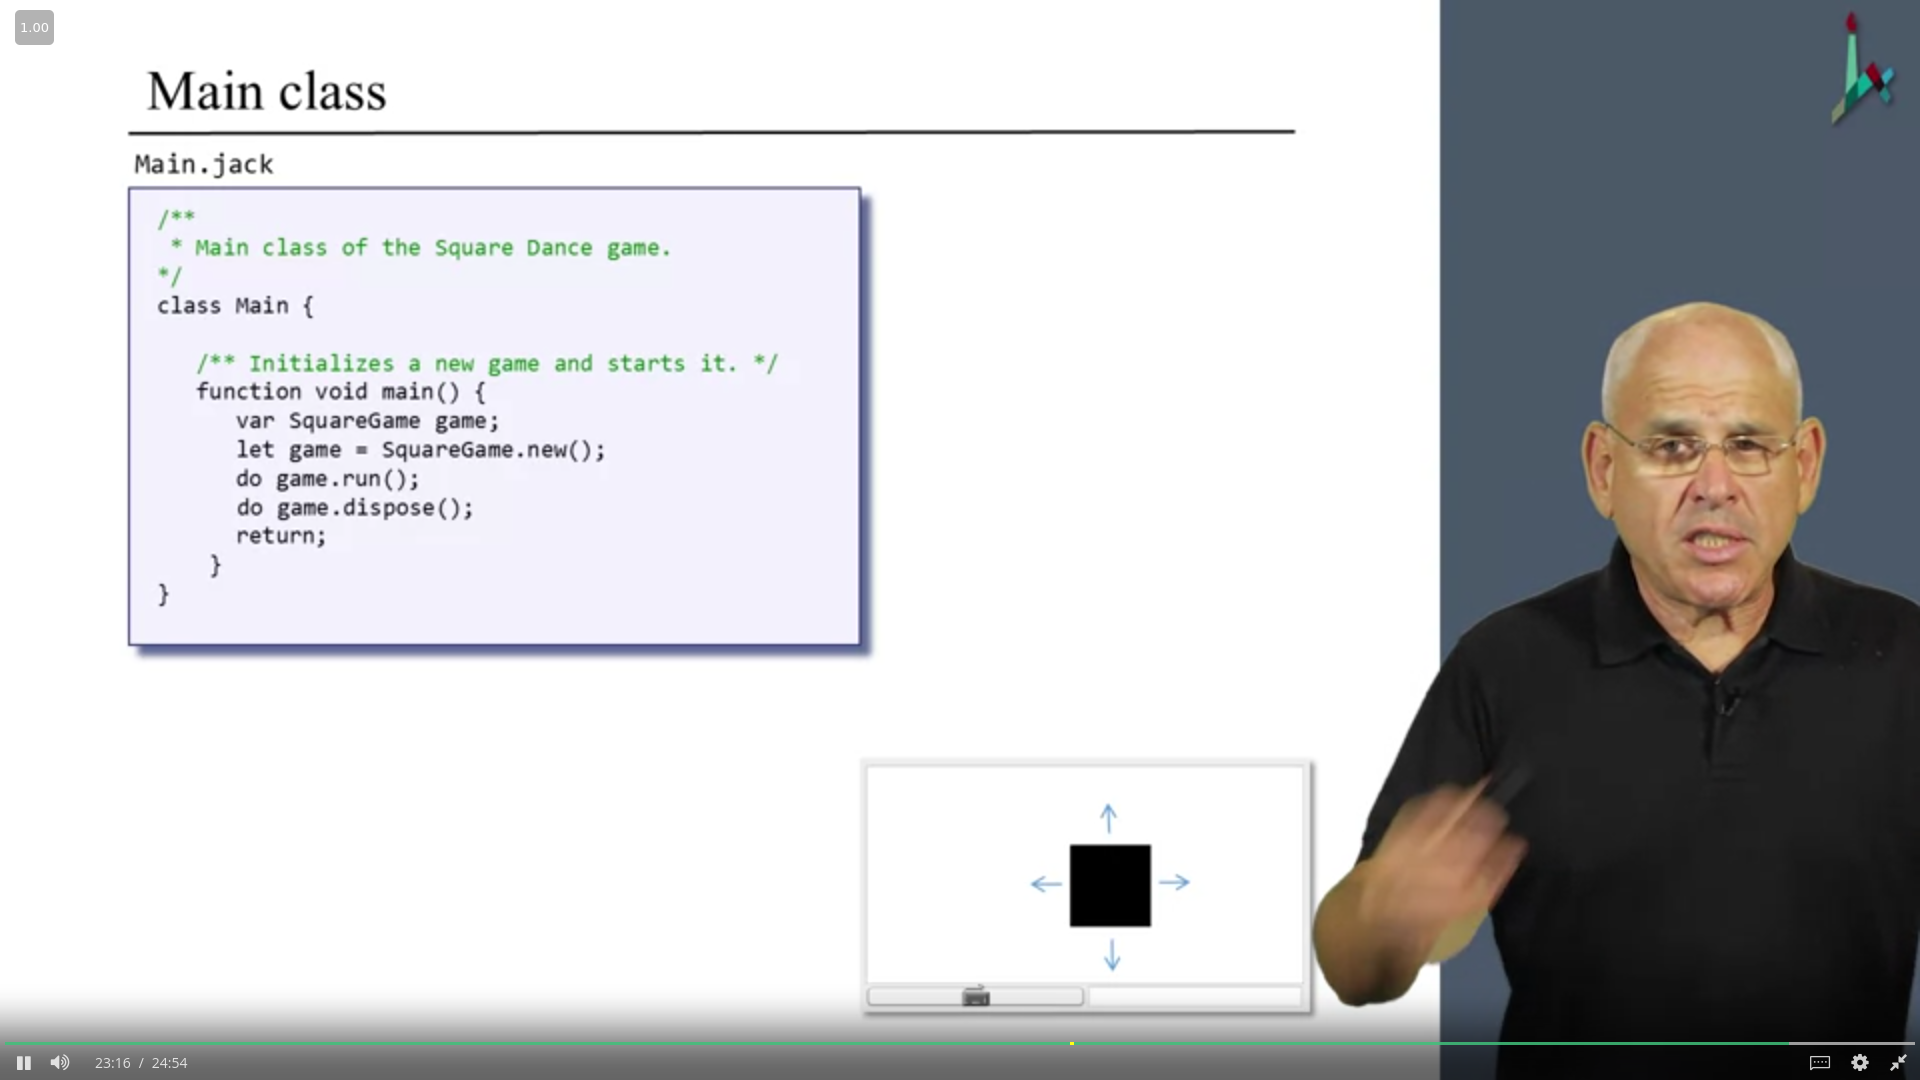 1.00
Main class
Main.jack
/**
* Main class of the Square Dance game.
*/
class Main {
/** Initializes a new game and starts it. */
function void main() {
var SquareGame game;
let game = SquareGame.new();
do game.run();
do game.dispose();
return;
}
}
23:16 / 24:54